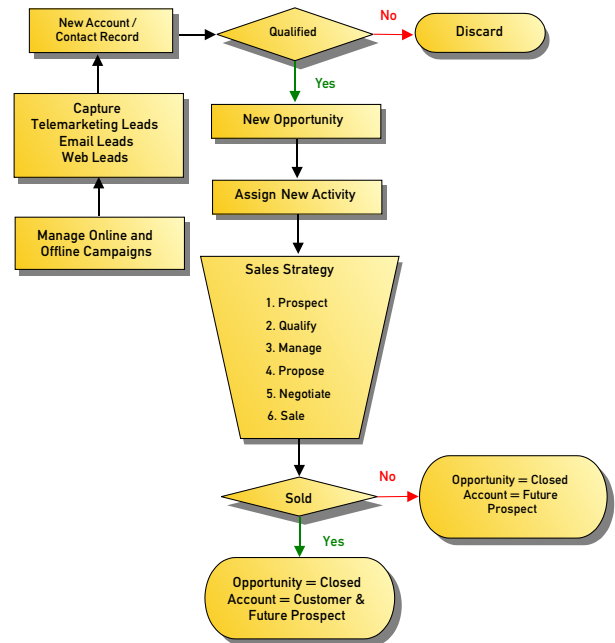 New Account /
Contact Record
Qualified
No
Discard
Yes
Capture
Telemarketing Leads
Email Leads
Web Leads
New Opportunity
Assign New Activity
Manage Online and
Offline Campaigns
Sales Strategy
1. Prospect
2. Qualify
3. Manage
4. Propose
5. Negotiate
6. Sale
Sold
No
Opportunity = Closed
Account = Future
Prospect
Yes
Opportunity = Closed
Account = Customer &
Future Prospect